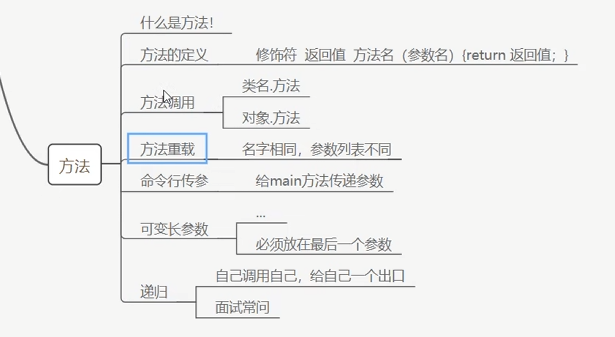 什么是方法！
方法的定义
修饰符 返回值 方法名（参数名）{return 返回值；}
方法调用
类名.方法
对象.方法
方法
方法重载
名字相同，参数列表不同
命令行传参
给main方法传递参数
可变长参数
...
必须放在最后一个参数
递归
自己调用自己，给自己一个出口
面试常问